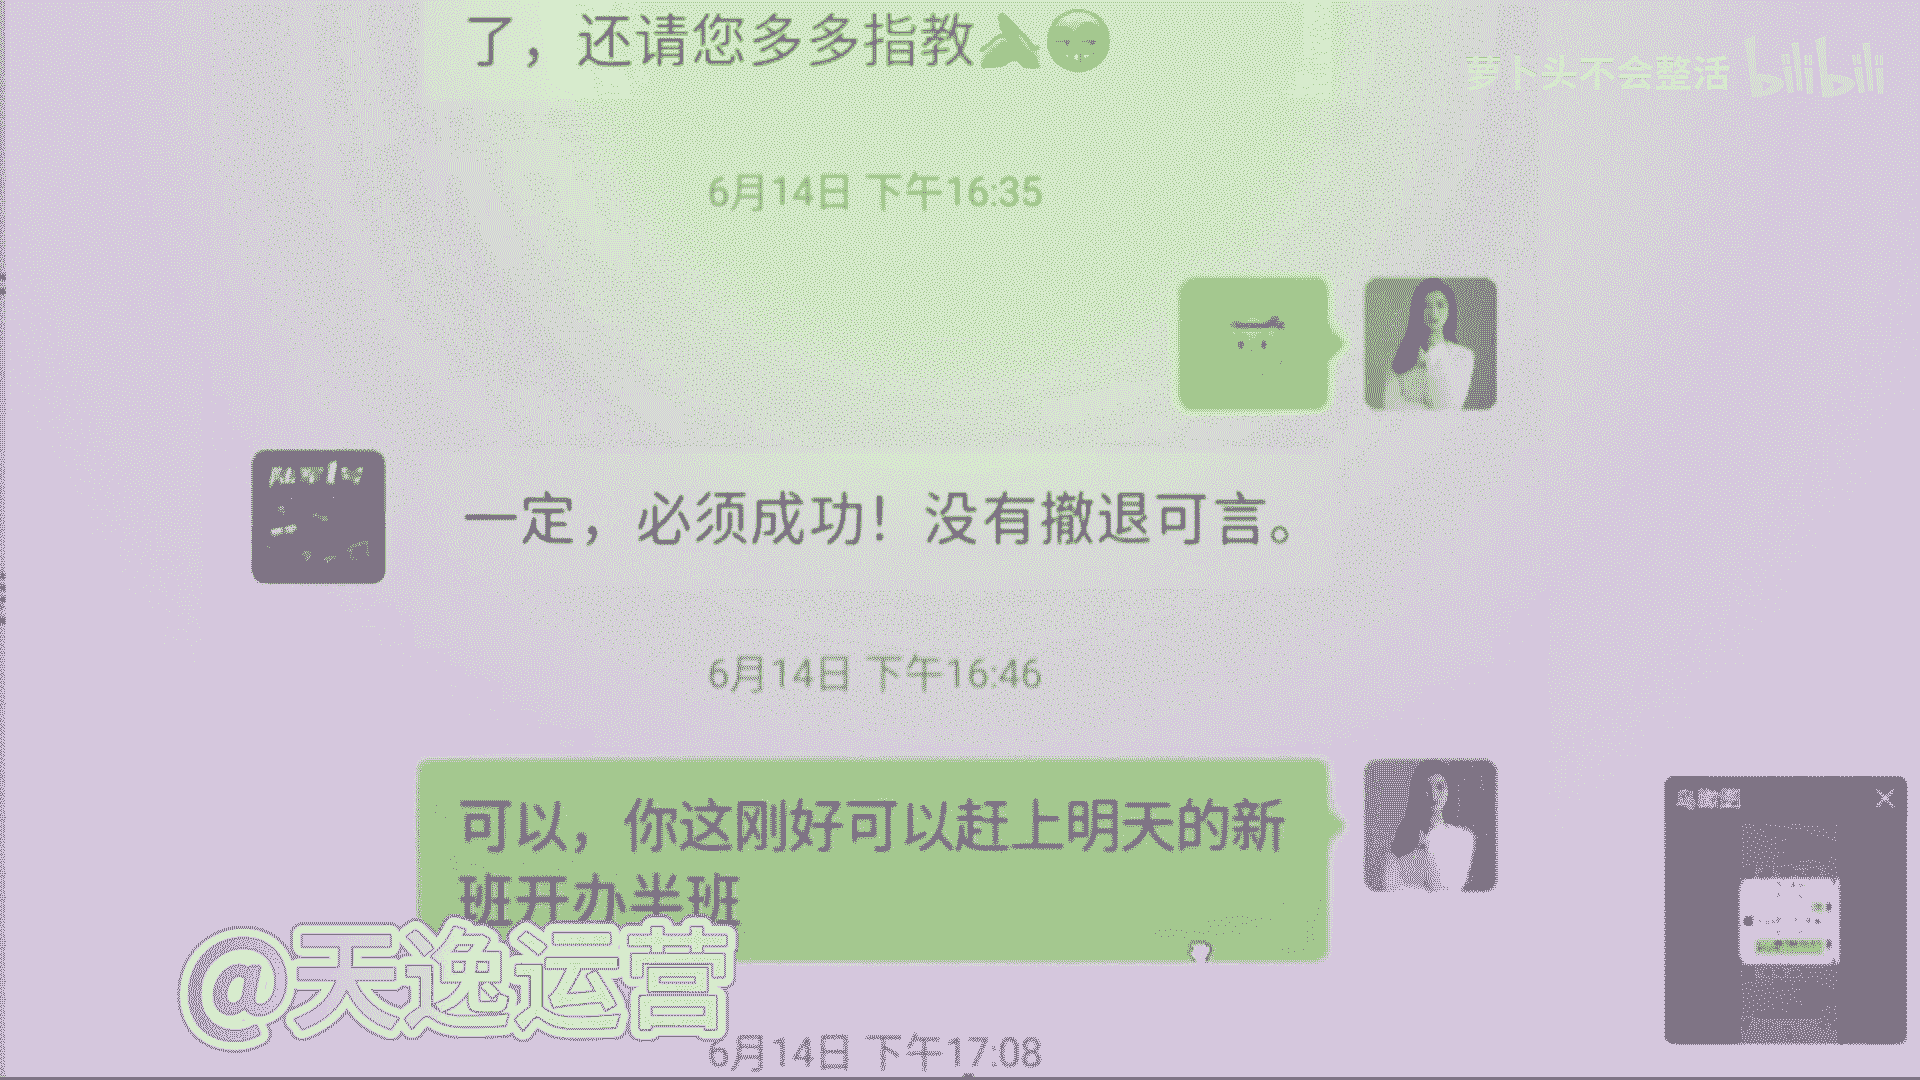 了，还请您多多指教
萝卜头不会整活 bilibili
6月14日 下午16:35
一定，必须成功！没有撤退可言。
6月14日 下午16:46
可以，你这刚好可以赶上明天的新
班开办半班
@天逸运营
6月14日 下午17:08
鸟瞰图